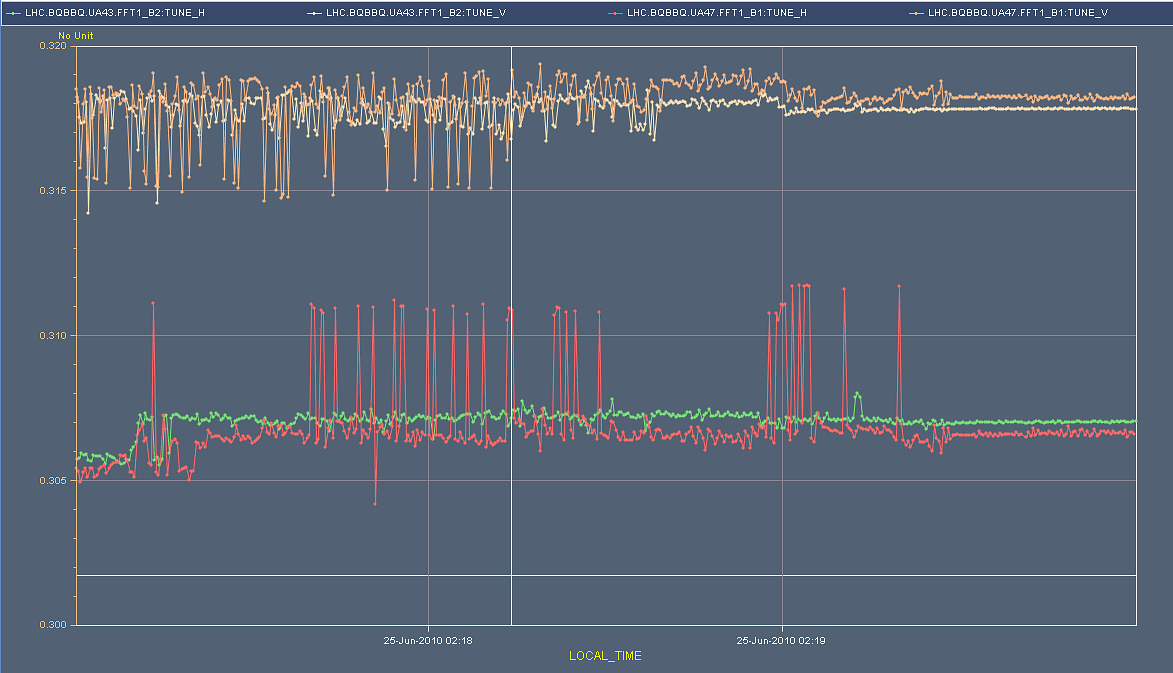 LHC.BQBBQ.UA43.FFT1_B2:TUNE_H LHC.BQBBQ.UA43.FFT1_B2:TUNE_V LHC.BQBBQ.UA47.FFT1_B1:TUNE_H LHC.BQBBQ.UA47.FFT1_B1:TUNE_V
No Unit
0.320
0.315
0.310
0.305
0.300
25-Jun-2010 02:18 25-Jun-2010 02:19
LOCAL_TIME